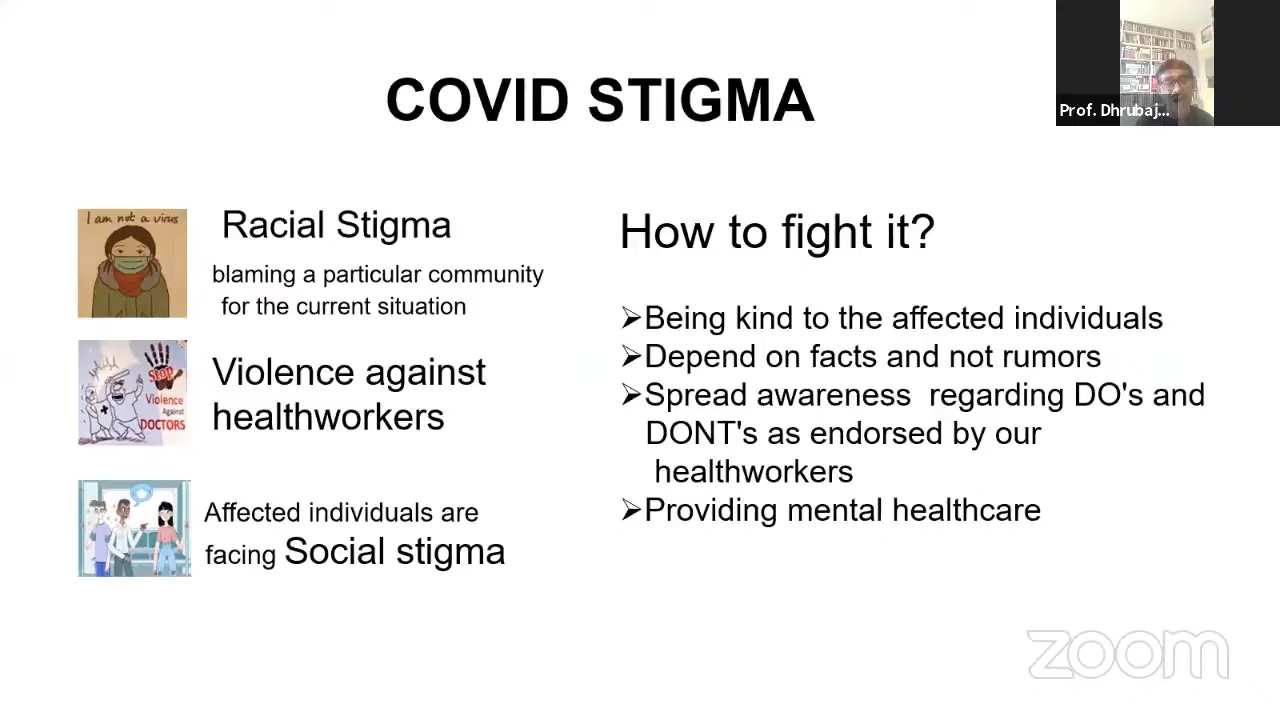 COVID STIGMA
Prof. Dhrubaj...
I am not a virus
Racial Stigma
blaming a particular community
for the current situation
Stop
Violence
Against
DOCTORS
Violence against
healthworkers
Affected individuals are
facing Social stigma
How to fight it?
➢Being kind to the affected individuals
➢Depend on facts and not rumors
➢Spread awareness  regarding DO's and
DONT's as endorsed by our
healthworkers
➢Providing mental healthcare
zoom